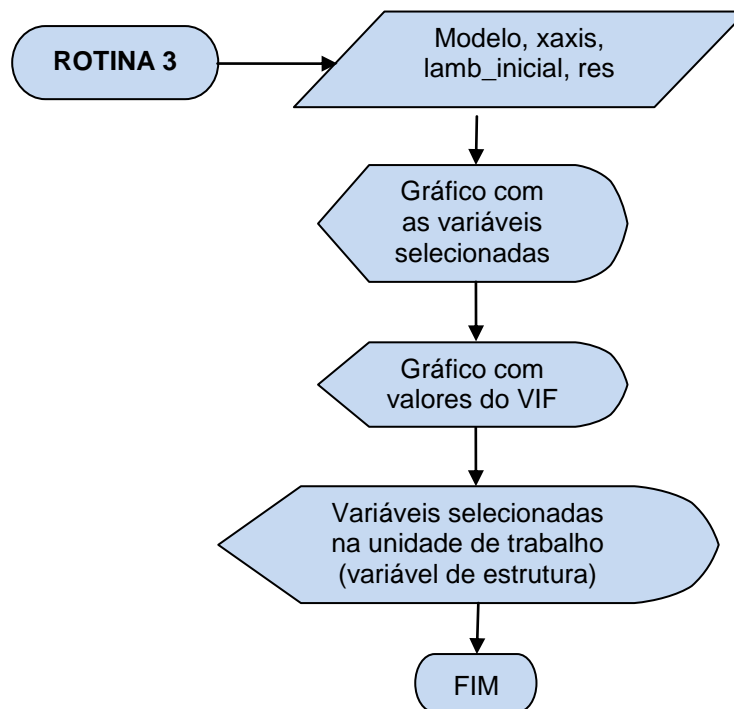 ROTINA 3
Modelo, xaxis,
lamb_inicial, res
Gráfico com
as variáveis
selecionadas
Gráfico com
valores do VIF
Variáveis selecionadas
na unidade de trabalho
(variável de estrutura)
FIM